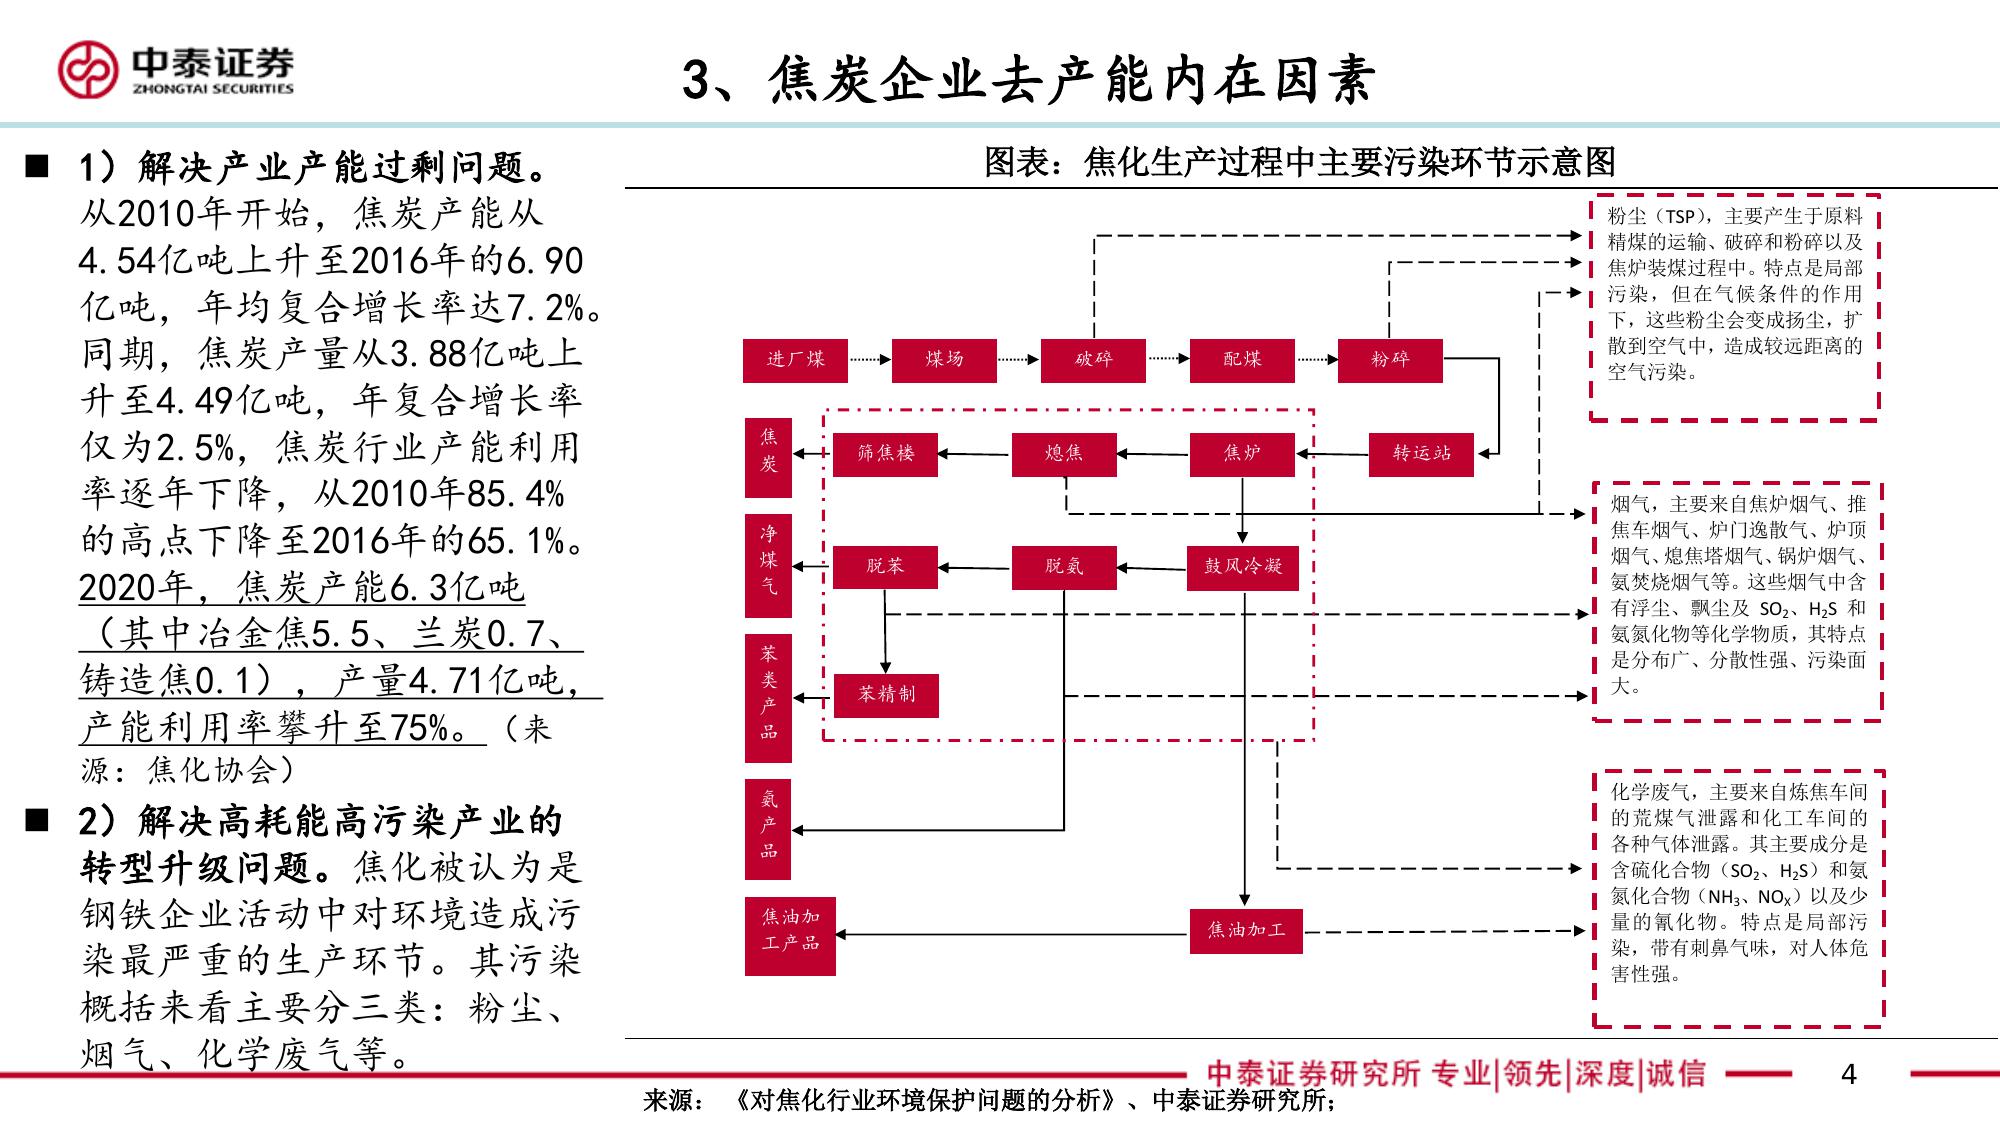 中泰证券
ZHONGTAI SECURITIES
3、焦炭企业去产能内在因素
■ 1）解决产业产能过剩问题。
从2010年开始，焦炭产能从
4.54亿吨上升至2016年的6.90
亿吨，年均复合增长率达7.2%。
同期，焦炭产量从3.88亿吨上
升至4.49亿吨，年复合增长率
仅为2.5%，焦炭行业产能利用
率逐年下降，从2010年85.4%
的高点下降至2016年的65.1%。
2020年，焦炭产能6.3亿吨
（其中冶金焦5.5、兰炭0.7、
铸造焦0.1），产量4.71亿吨，
产能利用率攀升至75%。（来
源：焦化协会）
■ 2）解决高耗能高污染产业的
转型升级问题。焦化被认为是
钢铁企业活动中对环境造成污
染最严重的生产环节。其污染
概括来看主要分三类：粉尘、
烟气、化学废气等。
图表：焦化生产过程中主要污染环节示意图
进厂煤
煤场
破碎
配煤
粉碎
焦
炭
筛焦楼
熄焦
焦炉
转运站
净
煤
气
脱苯
脱氨
鼓风冷凝
苯
类
产
品
苯精制
氨
产
品
焦油加
工产品
焦油加工
粉尘（TSP），主要产生于原料
精煤的运输、破碎和粉碎以及
焦炉装煤过程中。特点是局部
污染，但在气候条件的作用
下，这些粉尘会变成扬尘，扩
散到空气中，造成较远距离的
空气污染。
烟气，主要来自焦炉烟气、推
焦车烟气、炉门逸散气、炉顶
烟气、熄焦塔烟气、锅炉烟气、
氨焚烧烟气等。这些烟气中含
有浮尘、飘尘及 SO₂、H₂S 和
氨氮化物等化学物质，其特点
是分布广、分散性强、污染面
大。
化学废气，主要来自炼焦车间
的荒煤气泄露和化工车间的
各种气体泄露。其主要成分是
含硫化合物（SO₂、H₂S）和氨
氮化合物（NH₃、NOₓ）以及少
量的氰化物。特点是局部污
染，带有刺鼻气味，对人体危
害性强。
中泰证券研究所 专业|领先|深度|诚信
4
来源：《对焦化行业环境保护问题的分析》、中泰证券研究所；